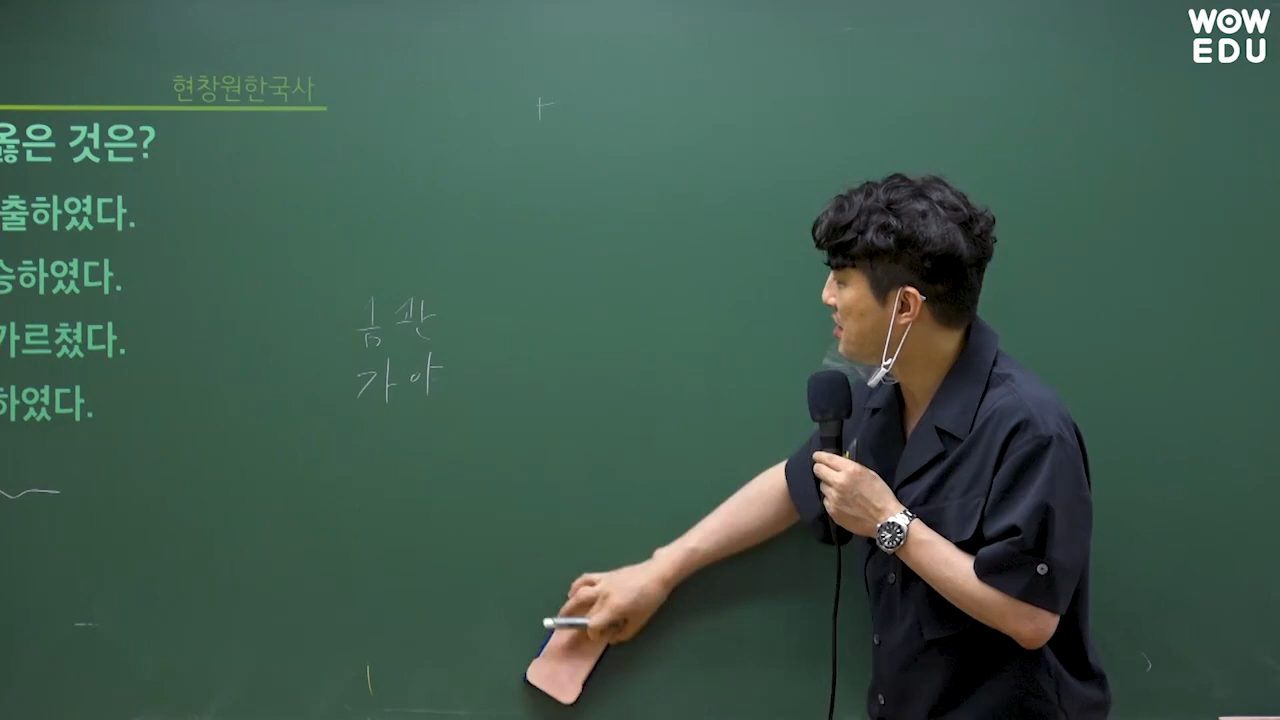 WOW
EDU
현창원한국사
옳은 것은?
출하였다.
승하였다.
가르쳤다.
하였다.
금관
가야